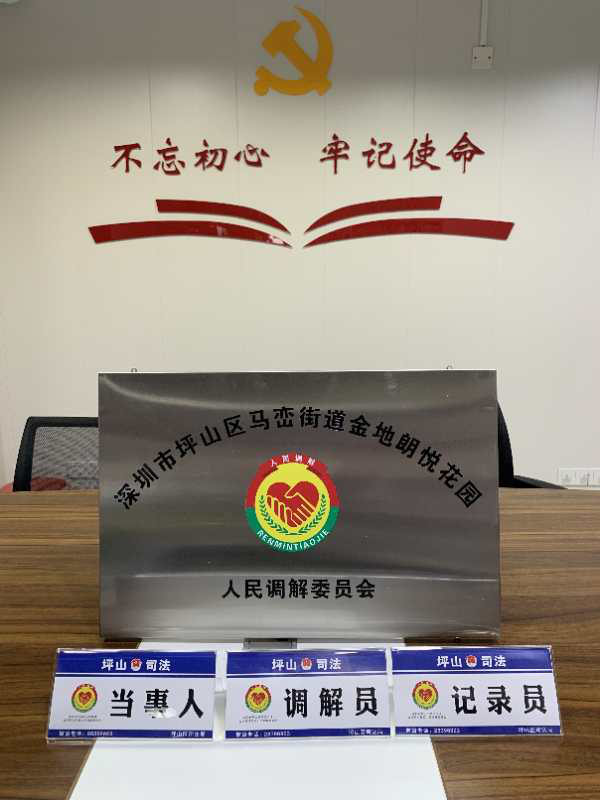 不忘初心 牢记使命
深圳市坪山区马峦街道金地朗悦花园
人民调解
RENMINTIAOJIE
人民调解委员会
坪山 司法
当惠人
坪山 司法
调解员
坪山 司法
记录员